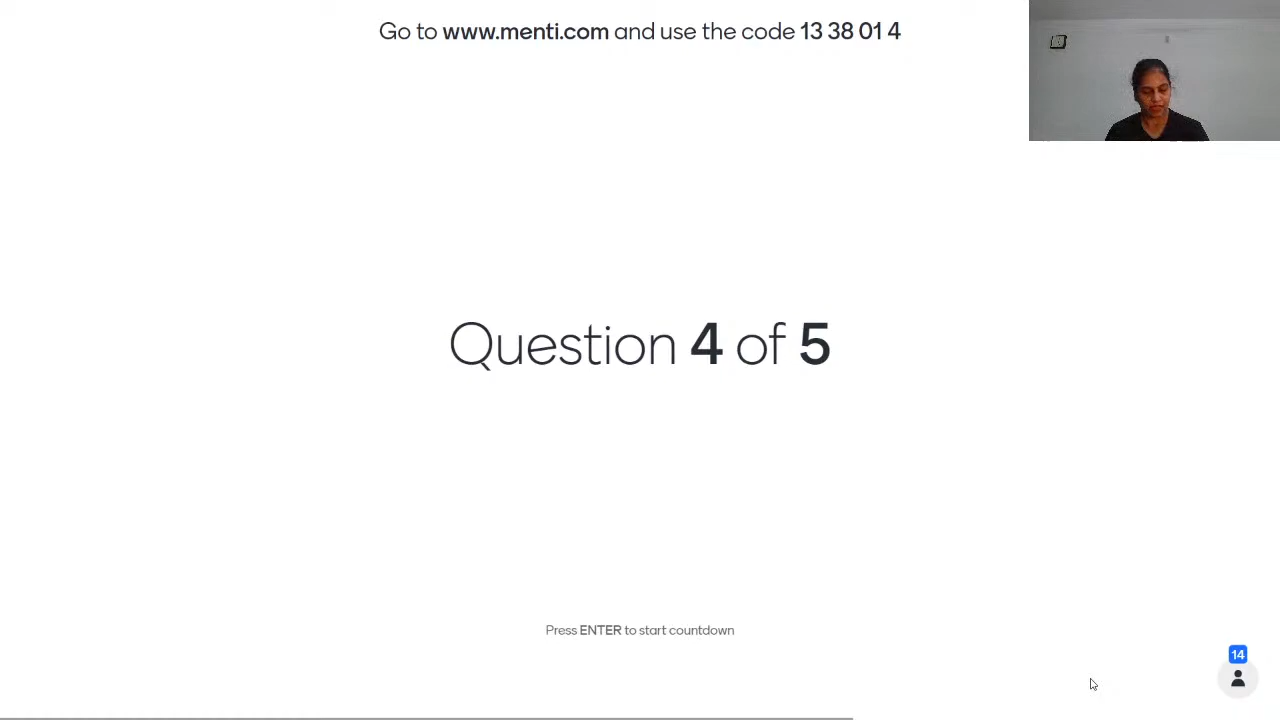 Go to www.menti.com and use the code 13 38 01 4
Question 4 of 5
Press ENTER to start countdown
14